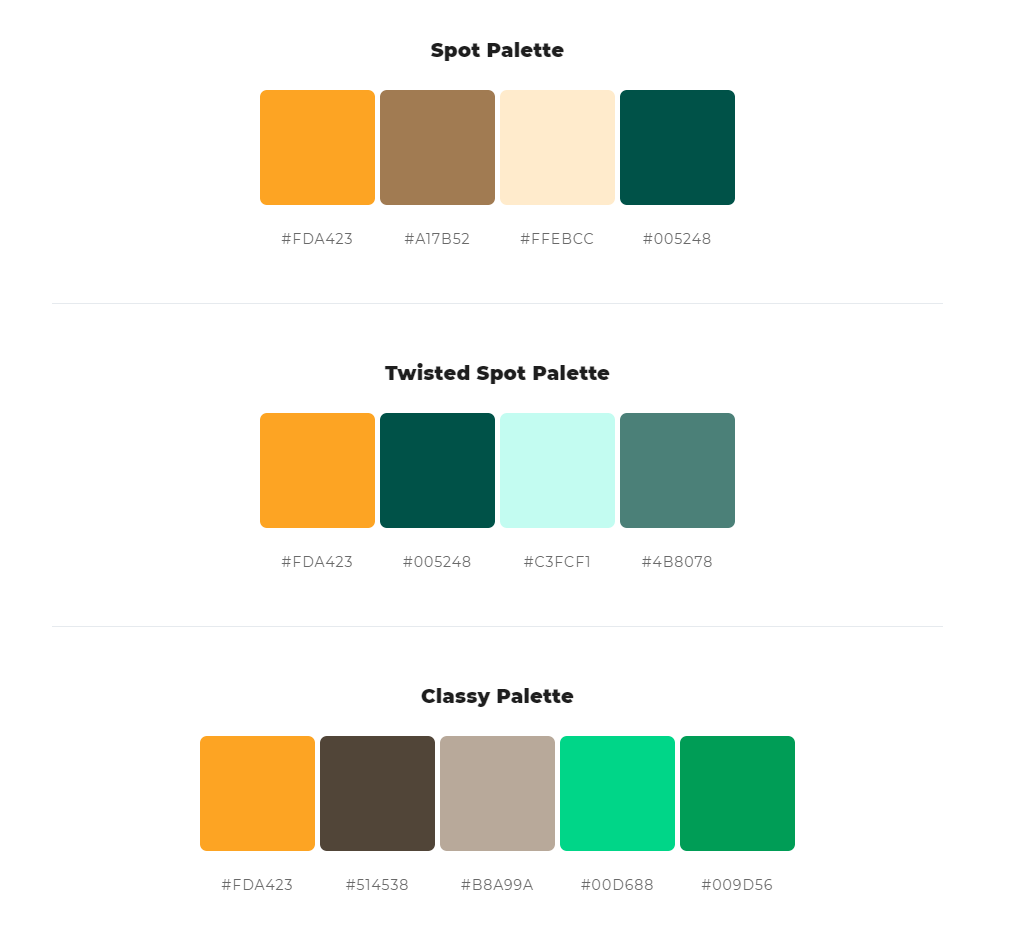 Spot Palette
#FDA423 #A17B52 #FFEBCC #005248
Twisted Spot Palette
#FDA423 #005248 #C3FCF1 #4B8078
Classy Palette
#FDA423 #514538 #B8A99A #00D688 #009D56